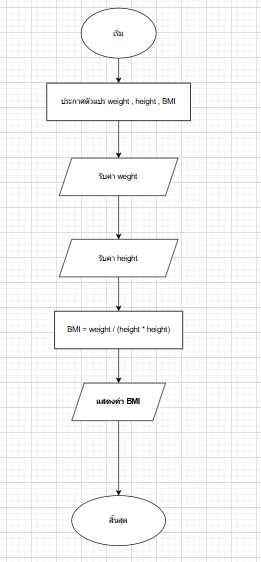 เริ่ม
ประกาศตัวแปร weight , height , BMI
รับค่า weght
รับค่า height
BMI = weight / (height * height)
แสดงค่า BMI
สิ้นสุด